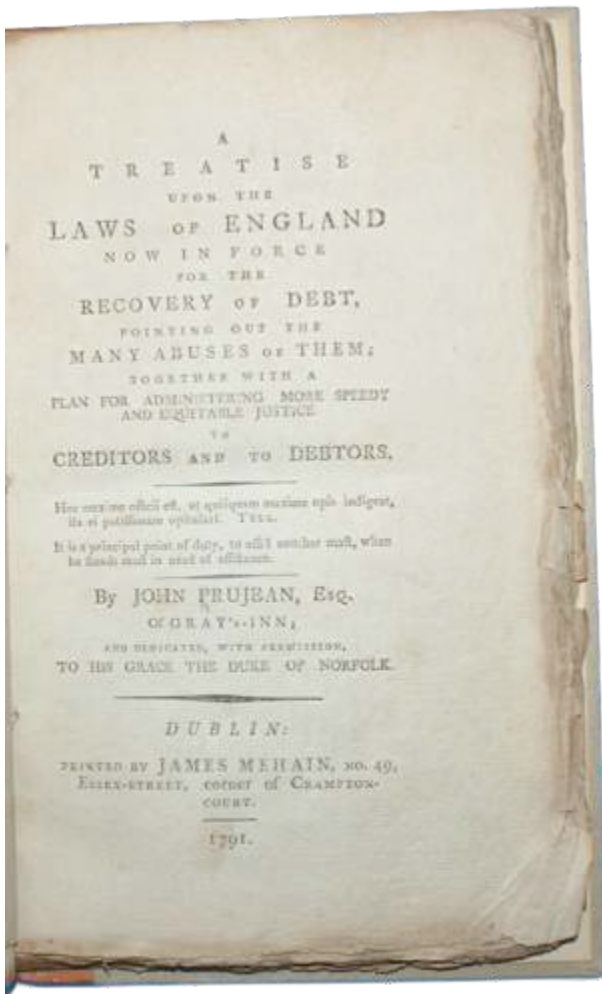 A
TREATISE
UPON THE
LAWS OF ENGLAND
NOW IN FORCE
FOR THE
RECOVERY OF DEBT,
POINTING OUT THE
MANY ABUSES OF THEM;
TOGETHER WITH A
PLAN FOR ADMINISTERING MORE SPEEDY
AND EQUITABLE JUSTICE
TO
CREDITORS AND TO DEBTORS.
Hoc maxime officii est, ut quisquam maxime opis indigeat,
ita ei potissimum opitulari.
It is a principal point of duty, to assist another most, when
he stands most in need of assistance.
By JOHN PRUJEAN, Esq.
Of GRAY's-INN;
AND DEDICATED, WITH PERMISSION,
TO HIS GRACE THE DUKE OF NORFOLK.
DUBLIN:
PRINTED BY JAMES MEHAIN, NO. 49,
ESSEX-STREET, corner of CRAMPTON-
COURT.
1791.